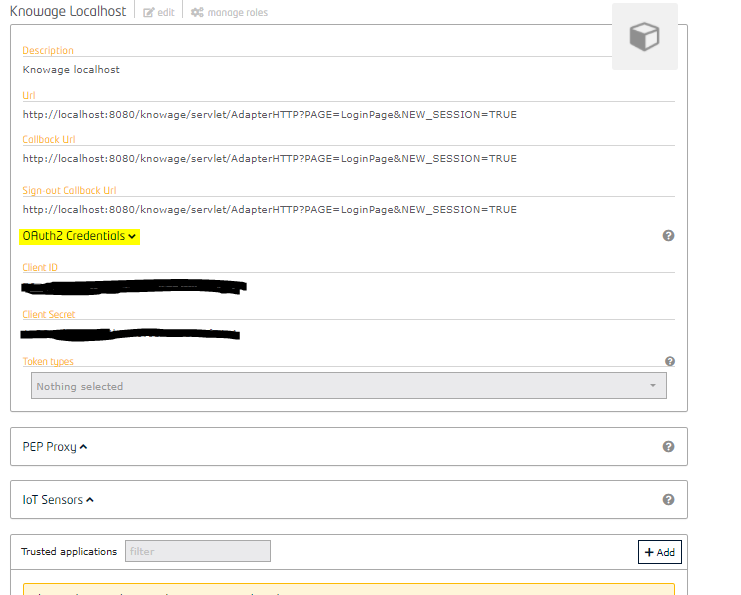 Knowage Localhost edit manage roles
Description
Knowage localhost
Url
http://localhost:8080/knowage/servlet/AdapterHTTP?PAGE=LoginPage&NEW_SESSION=TRUE
Callback Url
http://localhost:8080/knowage/servlet/AdapterHTTP?PAGE=LoginPage&NEW_SESSION=TRUE
Sign-out Callback Url
http://localhost:8080/knowage/servlet/AdapterHTTP?PAGE=LoginPage&NEW_SESSION=TRUE
OAuth2 Credentials
Client ID
Client Secret
Token types
Nothing selected
PEP Proxy
IoT Sensors
Trusted applications filter + Add